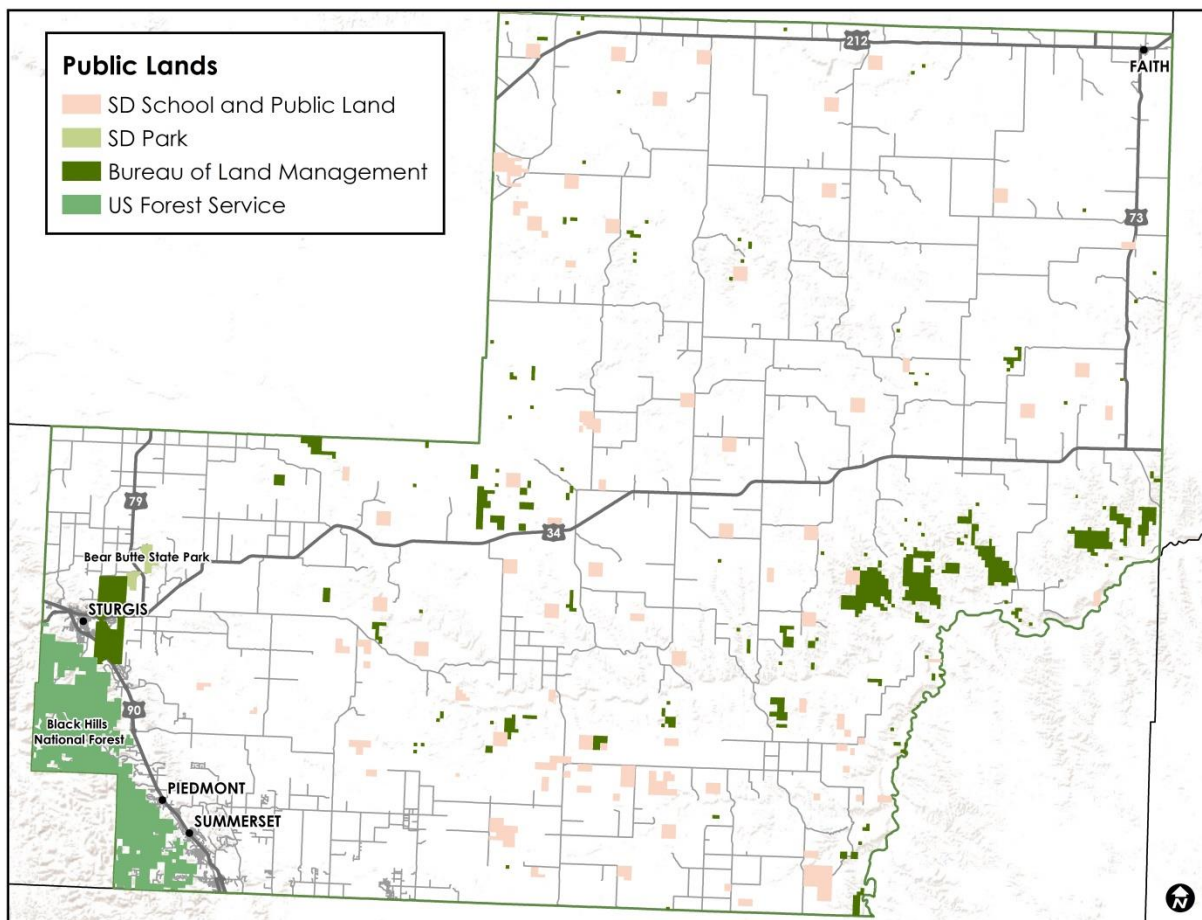 Public Lands
SD School and Public Land
SD Park
Bureau of Land Management
US Forest Service
212
FAITH
73
79
34
Bear Butte State Park
STURGIS
90
Black Hills
National Forest
PIEDMONT
SUMMERSET
N